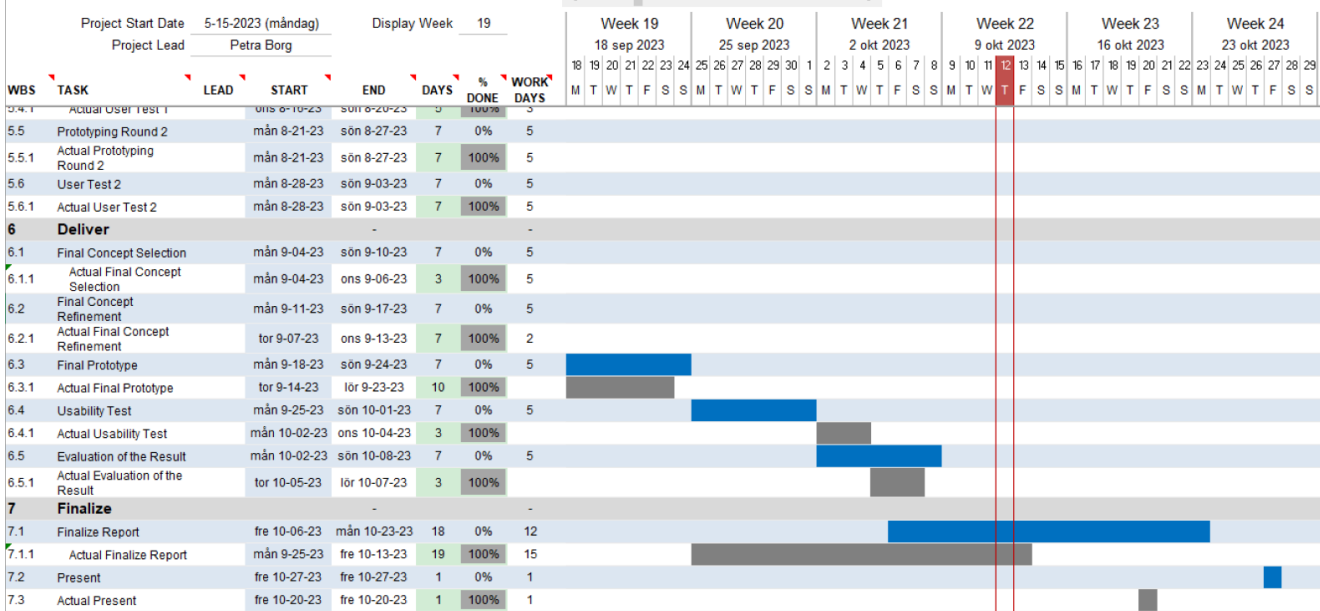 Project Start Date 5-15-2023 (måndag) Display Week 19 Week 19 Week 20 Week 21 Week 22 Week 23 Week 24
Project Lead Petra Borg 18 sep 2023 25 sep 2023 2 okt 2023 9 okt 2023 16 okt 2023 23 okt 2023
18 19 20 21 22 23 24 25 26 27 28 29 30 1 2 3 4 5 6 7 8 9 10 11 12 13 14 15 16 17 18 19 20 21 22 23 24 25 26 27 28 29
WBS TASK LEAD START END DAYS % DONE WORK DAYS M T W T F S S M T W T F S S M T W T F S S M T W T F S S M T W T F S S M T W T F S S
5.4.1 Actual User Test 1 ons 8-16-23 sön 8-20-23 5 100% 3
5.5 Prototyping Round 2 mån 8-21-23 sön 8-27-23 7 0% 5
5.5.1 Actual Prototyping Round 2 mån 8-21-23 sön 8-27-23 7 100% 5
5.6 User Test 2 mån 8-28-23 sön 9-03-23 7 0% 5
5.6.1 Actual User Test 2 mån 8-28-23 sön 9-03-23 7 100% 5
6 Deliver - -
6.1 Final Concept Selection mån 9-04-23 sön 9-10-23 7 0% 5
6.1.1 Actual Final Concept Selection mån 9-04-23 ons 9-06-23 3 100% 5
6.2 Final Concept Refinement mån 9-11-23 sön 9-17-23 7 0% 5
6.2.1 Actual Final Concept Refinement tor 9-07-23 ons 9-13-23 7 100% 2
6.3 Final Prototype mån 9-18-23 sön 9-24-23 7 0% 5
6.3.1 Actual Final Prototype tor 9-14-23 lör 9-23-23 10 100%
6.4 Usability Test mån 9-25-23 sön 10-01-23 7 0% 5
6.4.1 Actual Usability Test mån 10-02-23 ons 10-04-23 3 100%
6.5 Evaluation of the Result mån 10-02-23 sön 10-08-23 7 0% 5
6.5.1 Actual Evaluation of the Result tor 10-05-23 lör 10-07-23 3 100%
7 Finalize - -
7.1 Finalize Report fre 10-06-23 mån 10-23-23 18 0% 12
7.1.1 Actual Finalize Report mån 9-25-23 fre 10-13-23 19 100% 15
7.2 Present fre 10-27-23 fre 10-27-23 1 0% 1
7.3 Actual Present fre 10-20-23 fre 10-20-23 1 100% 1